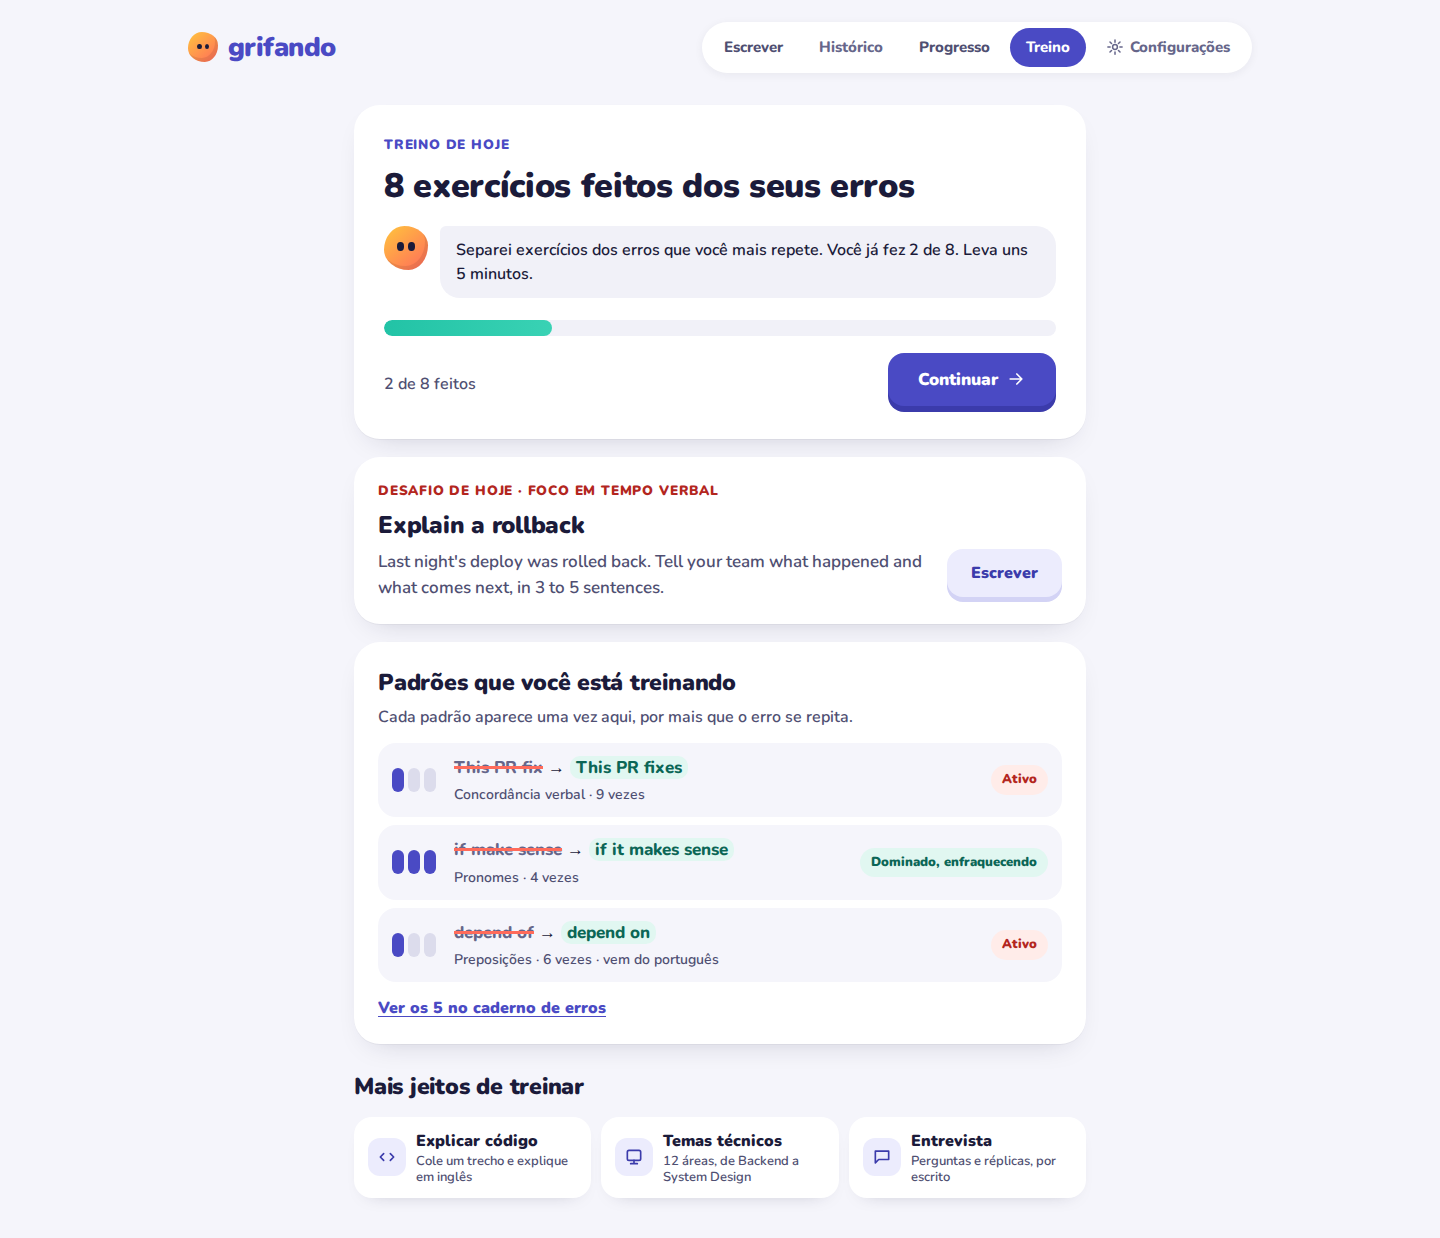 grifando
Escrever
Histórico
Progresso
Treino
Configurações
TREINO DE HOJE
8 exercícios feitos dos seus erros
Separei exercícios dos erros que você mais repete. Você já fez 2 de 8. Leva uns
5 minutos.
2 de 8 feitos
Continuar →
DESAFIO DE HOJE · FOCO EM TEMPO VERBAL
Explain a rollback
Last night's deploy was rolled back. Tell your team what happened and
what comes next, in 3 to 5 sentences.
Escrever
Padrões que você está treinando
Cada padrão aparece uma vez aqui, por mais que o erro se repita.
This PR fix → This PR fixes
Concordância verbal · 9 vezes
Ativo
if make sense → if it makes sense
Pronomes · 4 vezes
Dominado, enfraquecendo
depend of → depend on
Preposições · 6 vezes · vem do português
Ativo
Ver os 5 no caderno de erros
Mais jeitos de treinar
Explicar código
Cole um trecho e explique
em inglês
Temas técnicos
12 áreas, de Backend a
System Design
Entrevista
Perguntas e réplicas, por
escrito